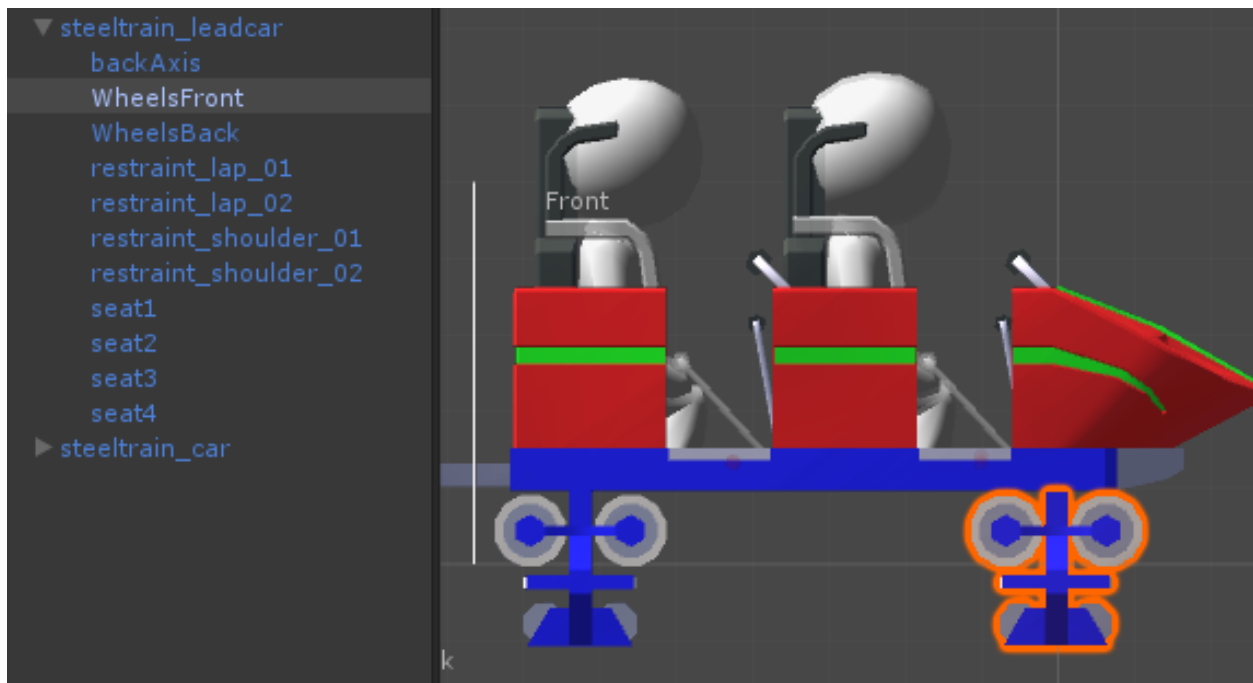 steeltrain_leadcar
backAxis
WheelsFront
WheelsBack
restraint_lap_01
restraint_lap_02
restraint_shoulder_01
restraint_shoulder_02
seat1
seat2
seat3
seat4
steeltrain_car
Front
k